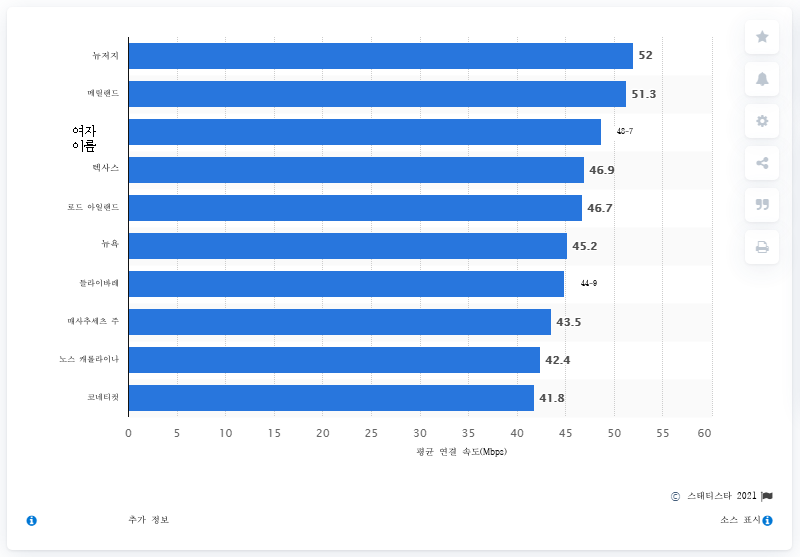 뉴저지
52
메릴랜드
51.3
여자
이름
48-7
텍사스
46.9
로드 아일랜드
46.7
뉴욕
45.2
들라이바레
44-9
매사추세츠 주
43.5
노스 캐롤라이나
42.4
코네티컷
41.8
0 5 10 15 20 25 30 35 40 45 50 55 60
평균 연결 속도(Mbps)
© 스태티스타 2021
추가 정보
소스 표시